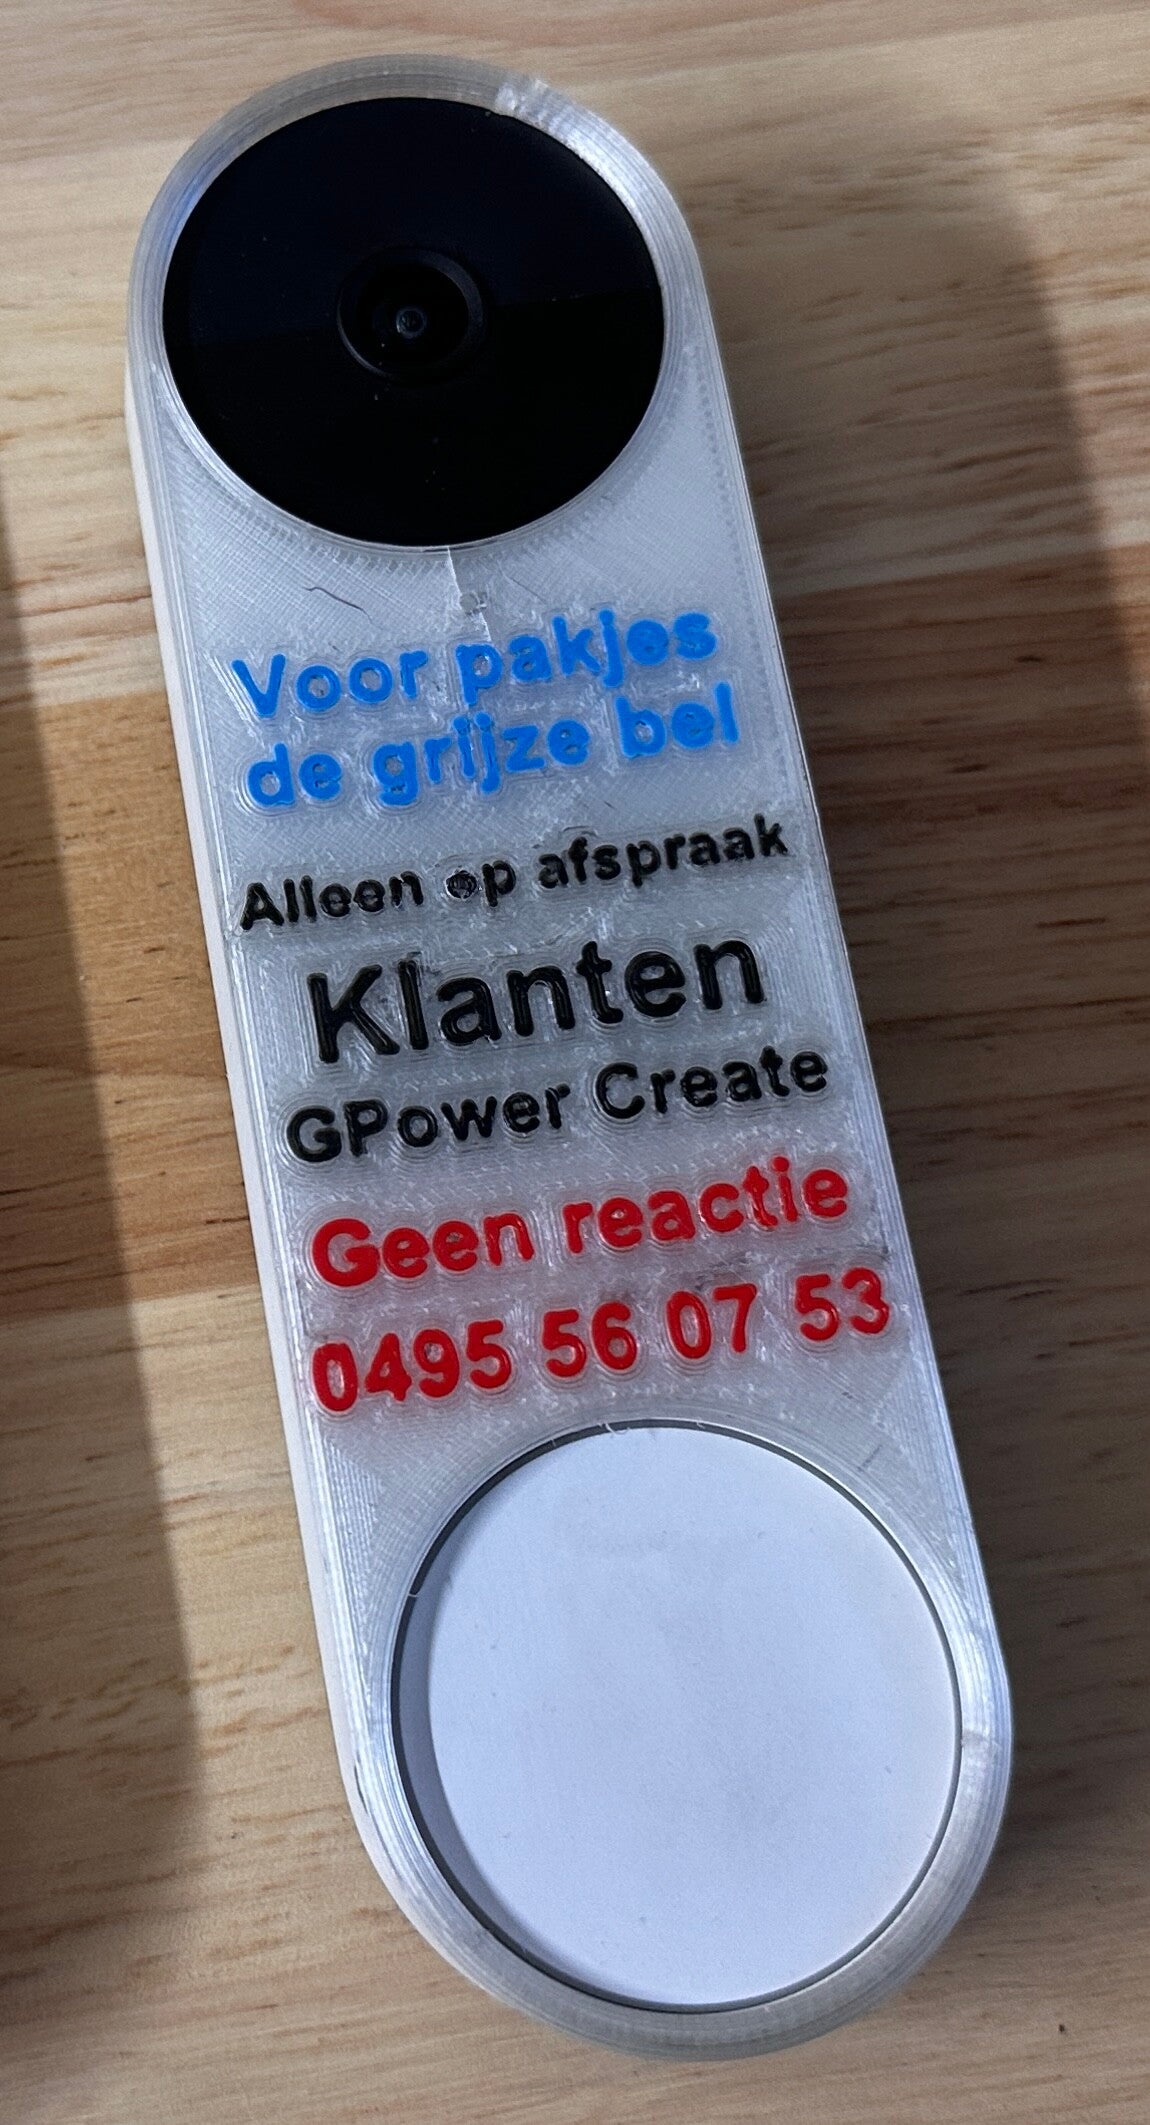 Voor pakjes
de grijze bel
Alleen op afspraak
Klanten
GPower Create
Geen reactie
0495 56 07 53